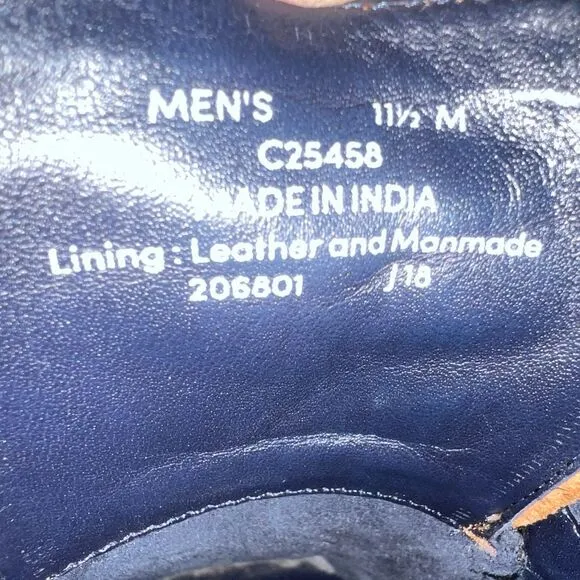 MEN'S 11½ M
C25458
MADE IN INDIA
Lining : Leather and Manmade
206801 J18